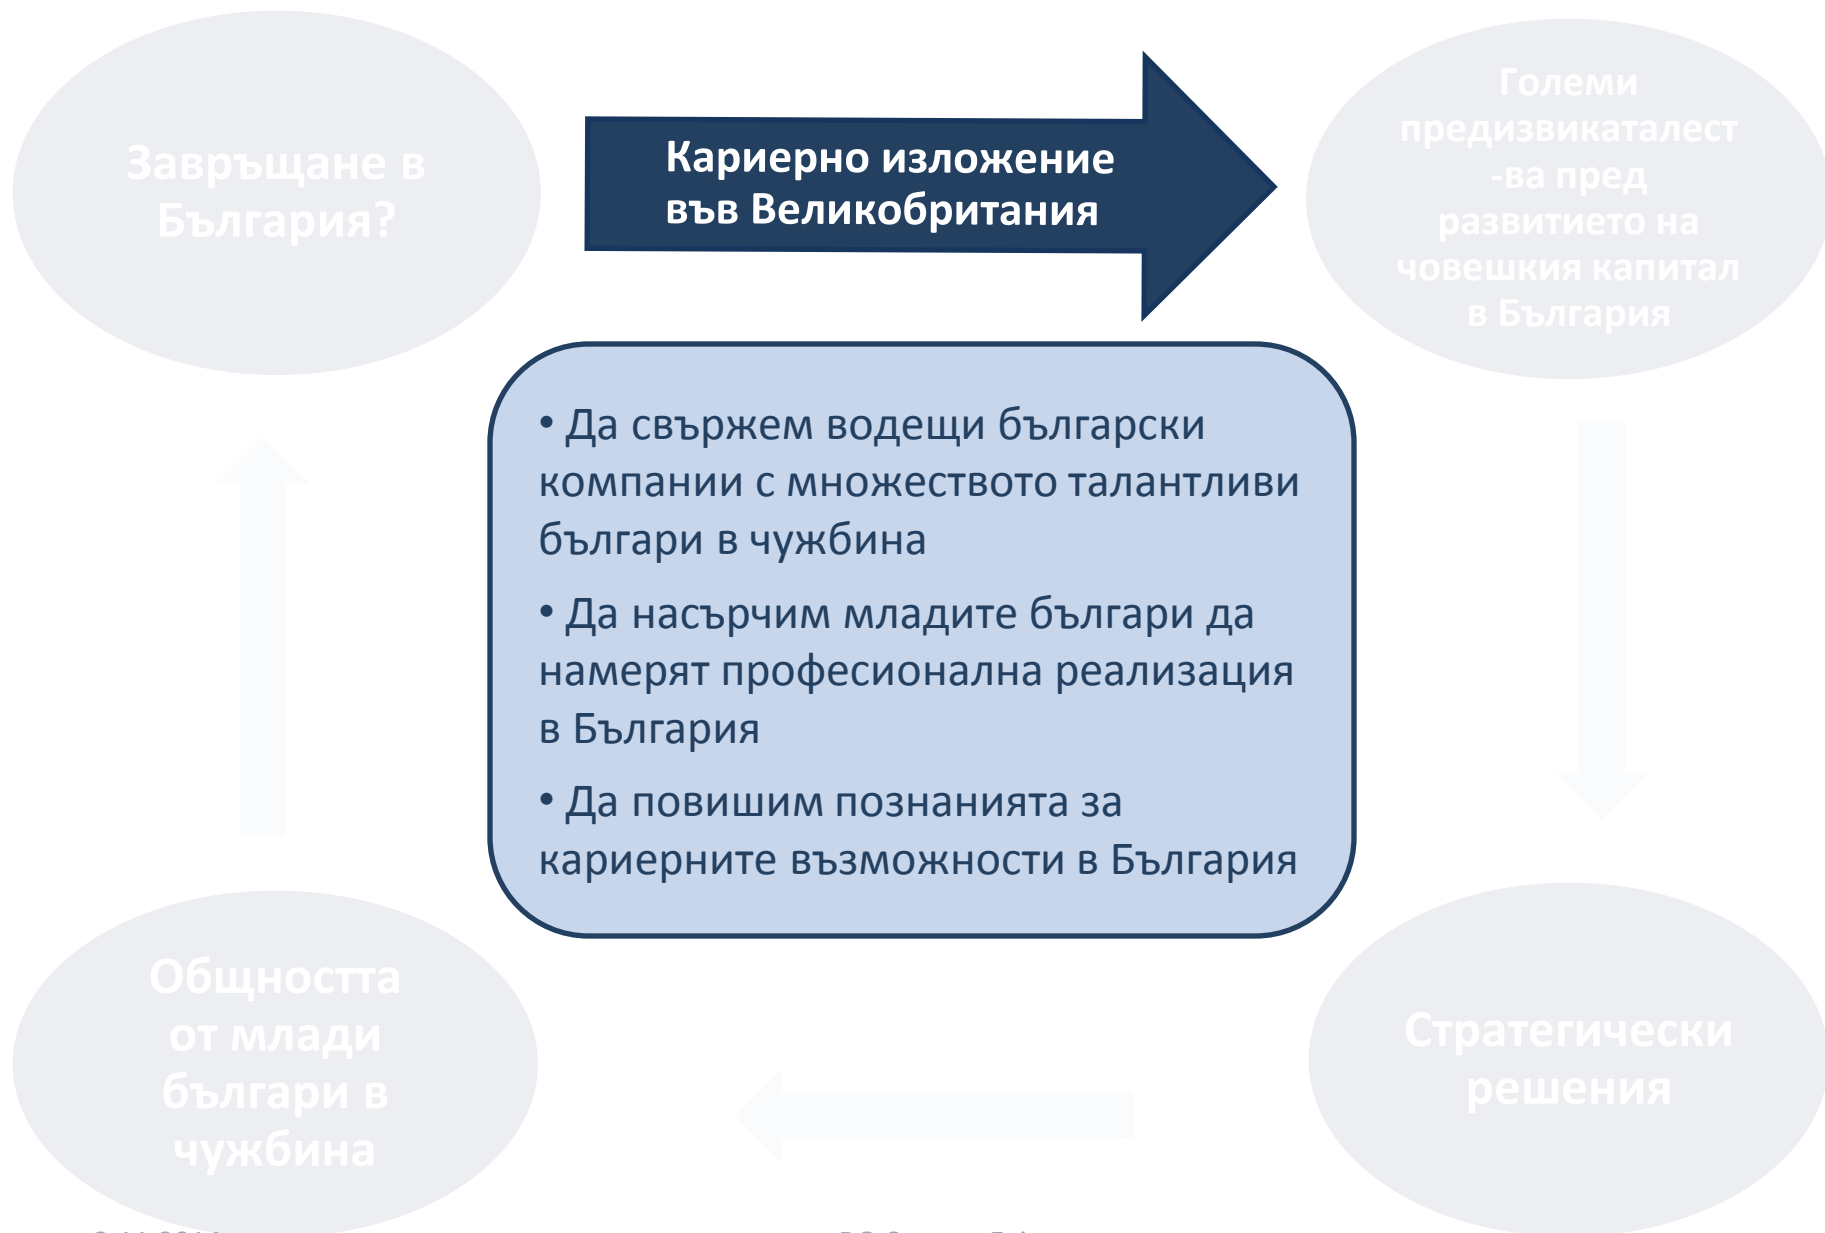 Завръщане в
България?
Кариерно изложение
във Великобритания
Големи
предизвикаталест
-ва пред
развитието на
човешкия капитал
в България
• Да свържем водещи български
компании с множеството талантливи
българи в чужбина
• Да насърчим младите българи да
намерят професионална реализация
в България
• Да повишим познанията за
кариерните възможности в България
Общността
от млади
българи в
чужбина
Стратегически
решения